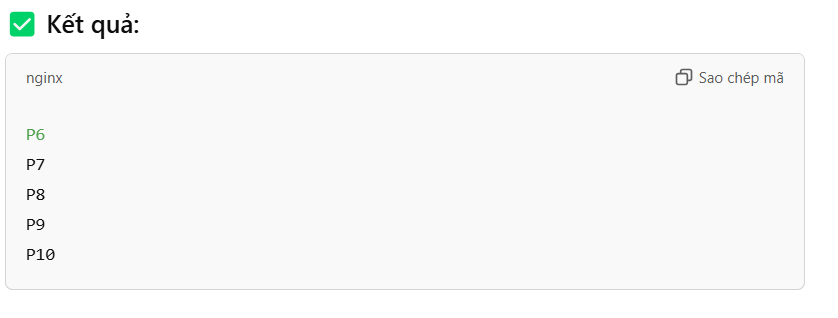 ✅ Kết quả:
nginx
Sao chép mã
P6
P7
P8
P9
P10